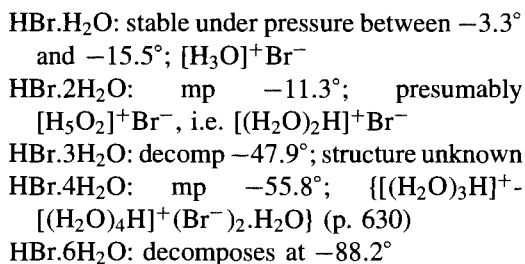 HBr.H₂O: stable under pressure between −3.3°
and −15.5°; [H₃O]⁺Br⁻
HBr.2H₂O: mp −11.3°; presumably
[H₅O₂]⁺Br⁻, i.e. [(H₂O)₂H]⁺Br⁻
HBr.3H₂O: decomp −47.9°; structure unknown
HBr.4H₂O: mp −55.8°; {[(H₂O)₃H]⁺-
[(H₂O)₄H]⁺(Br⁻)₂.H₂O} (p. 630)
HBr.6H₂O: decomposes at −88.2°